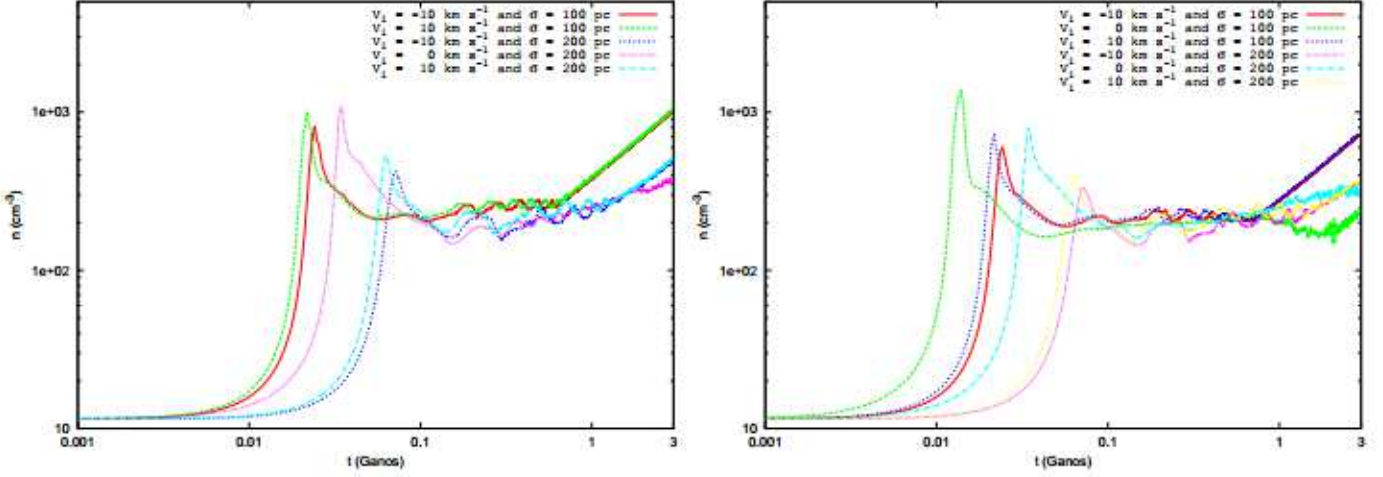 V_i = -10 km s^-1 and σ = 100 pc
V_i = 10 km s^-1 and σ = 100 pc
V_i = -10 km s^-1 and σ = 200 pc
V_i = 0 km s^-1 and σ = 200 pc
V_i = 10 km s^-1 and σ = 200 pc
1e+03
1e+02
10
n (cm^-3)
0.001
0.01
0.1
1
3
t (Ganos)
V_i = -10 km s^-1 and σ = 100 pc
V_i = 0 km s^-1 and σ = 100 pc
V_i = 10 km s^-1 and σ = 100 pc
V_i = -10 km s^-1 and σ = 200 pc
V_i = 0 km s^-1 and σ = 200 pc
V_i = 10 km s^-1 and σ = 200 pc
1e+03
1e+02
10
n (cm^-3)
0.001
0.01
0.1
1
3
t (Ganos)